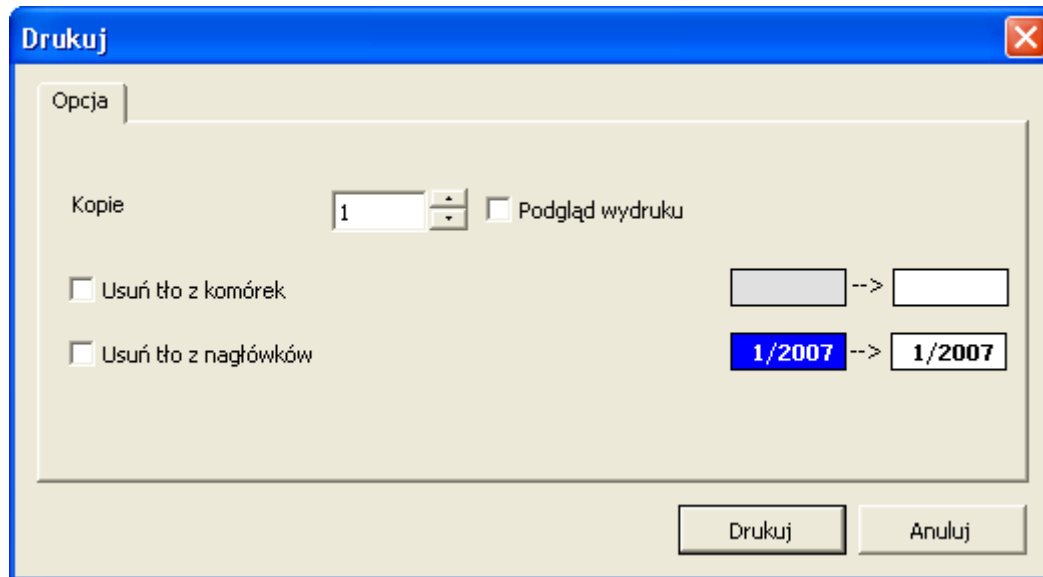 Drukuj
Opcja
Kopie 1 Podgląd wydruku
Usuń tło z komórek -->
Usuń tło z nagłówków 1/2007 --> 1/2007
Drukuj Anuluj